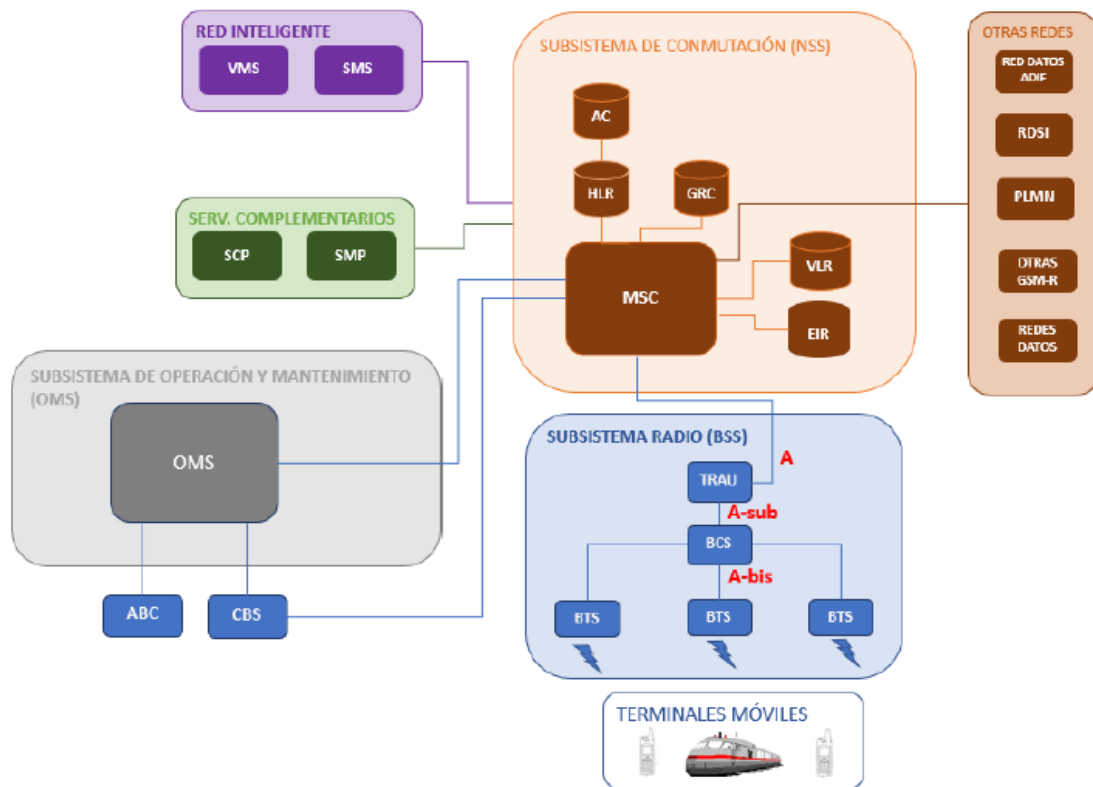 RED INTELIGENTE
VMS
SMS
SERV. COMPLEMENTARIOS
SCP
SMP
SUBSISTEMA DE CONMUTACIÓN (NSS)
AC
HLR
GRC
MSC
VLR
EIR
OTRAS REDES
RED DATOS
ADIF
RDSI
PLMN
OTRAS
GSM-R
REDES
DATOS
SUBSISTEMA DE OPERACIÓN Y MANTENIMIENTO
(OMS)
OMS
ABC
CBS
SUBSISTEMA RADIO (BSS)
A
TRAU
A-sub
BCS
A-bis
BTS
BTS
BTS
TERMINALES MÓVILES